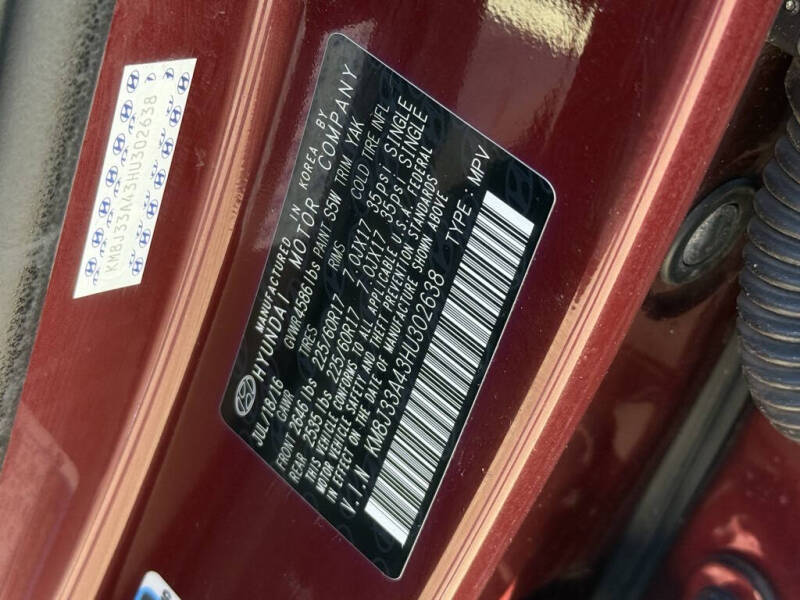 KM8J33A43HU302638
MANUFACTURED IN KOREA BY
HYUNDAI MOTOR COMPANY
JUL/18/16 GVWR 4586 lbs PAINT SSW TRIM YAK
GAWR TIRES RIMS COLD TIRE INFL
FRONT 2646 lbs 225/60R17 7.0JX17 35psi SINGLE
REAR 2535 lbs 225/60R17 7.0JX17 35psi SINGLE
THIS VEHICLE CONFORMS TO ALL APPLICABLE U.S.A. FEDERAL
MOTOR VEHICLE SAFETY AND THEFT PREVENTION STANDARDS
IN EFFECT ON THE DATE OF MANUFACTURE SHOWN ABOVE
V.I.N KM8J33A43HU302638 TYPE : MPV